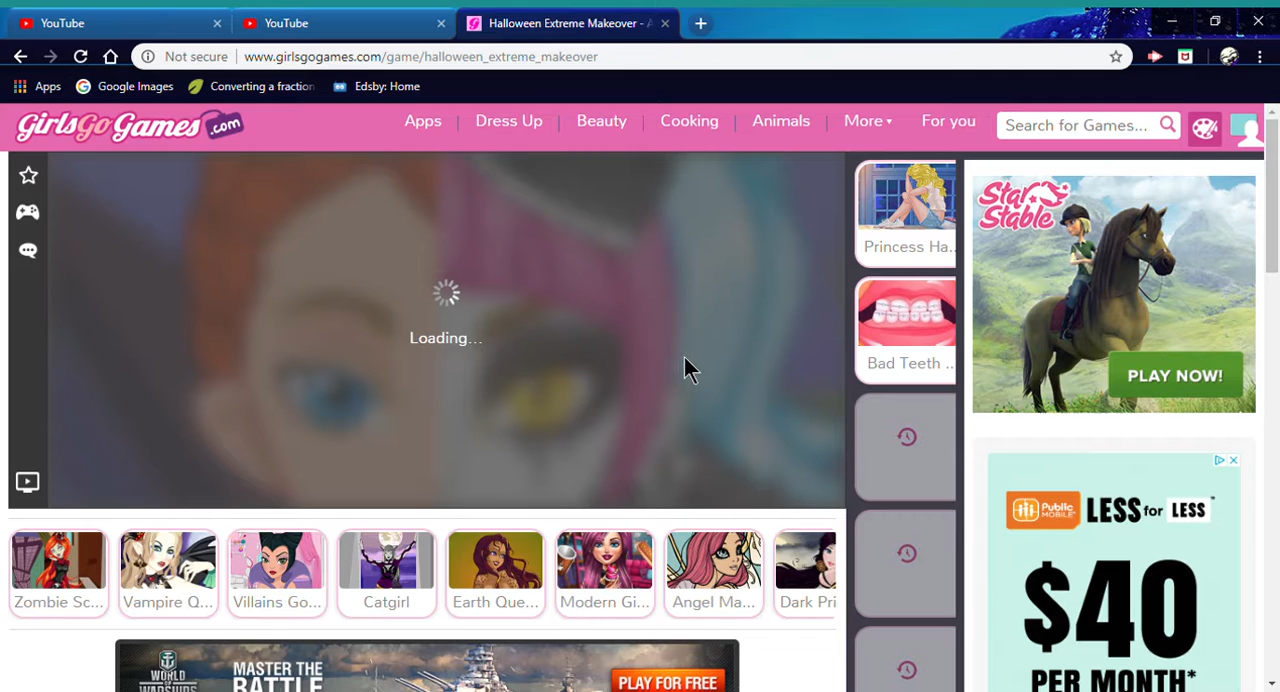 YouTube
YouTube
Halloween Extreme Makeover - A
Not secure
www.girlsgogames.com/game/halloween_extreme_makeover
Apps
Google Images
Converting a fraction
Edsby: Home
GirlsGoGames.com
Apps
Dress Up
Beauty
Cooking
Animals
More
For you
Search for Games...
Loading...
Princess Ha...
Bad Teeth ...
Star Stable
PLAY NOW!
Public MOBILE
LESS for LESS
$40
PER MONTH*
Zombie Sc...
Vampire Q...
Villains Go...
Catgirl
Earth Que...
Modern Gi...
Angel Ma...
Dark Pri
WORLD OF WARSHIPS
MASTER THE
BATTLE
PLAY FOR FREE